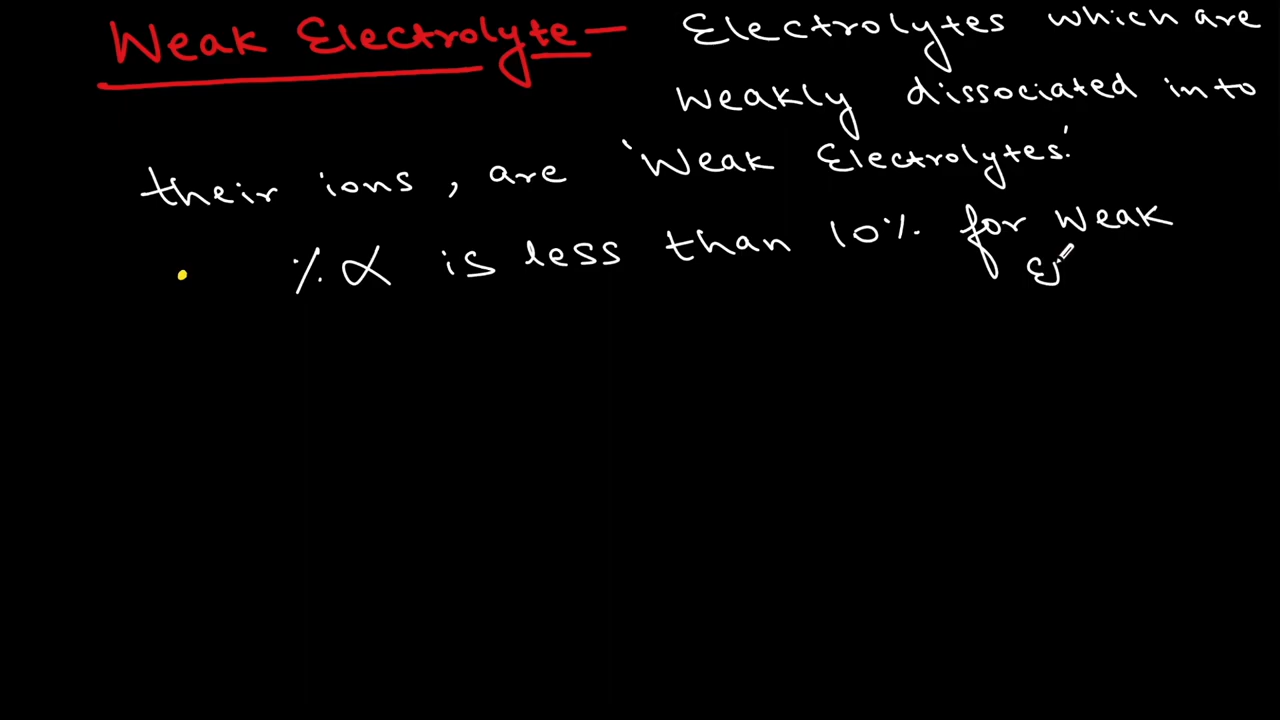 Weak Electrolyte — Electrolytes which are
weakly dissociated into
their ions, are 'Weak Electrolytes.'
% α is less than 10% for weak
El